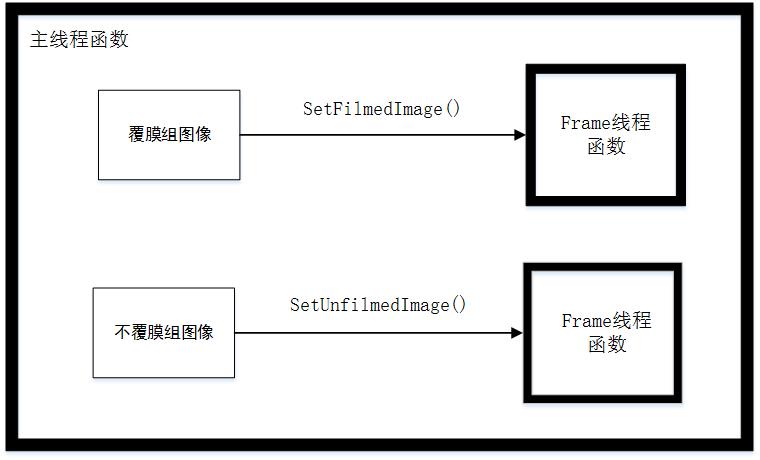 主线程函数
覆膜组图像
SetFilmedImage()
Frame线程
函数
不覆膜组图像
SetUnfilmedImage()
Frame线程
函数